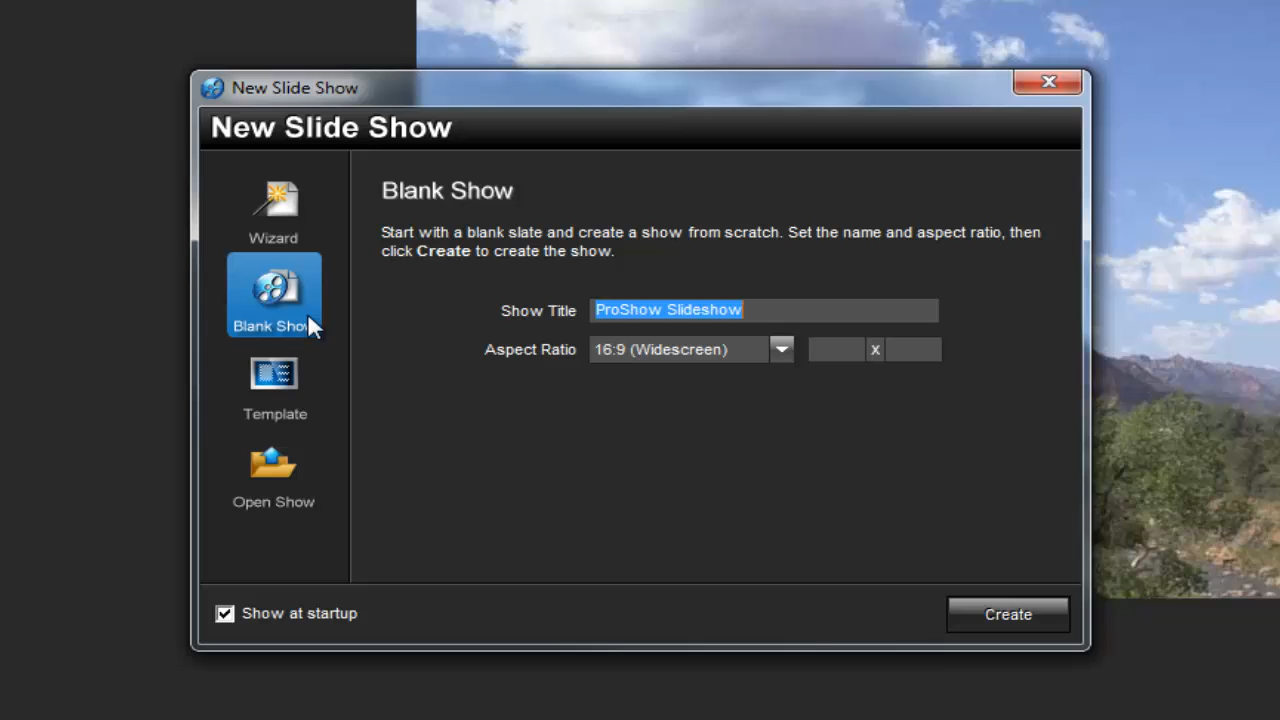 New Slide Show
New Slide Show
Wizard
Blank Show
Template
Open Show
Blank Show
Start with a blank slate and create a show from scratch. Set the name and aspect ratio, then
click Create to create the show.
Show Title ProShow Slideshow
Aspect Ratio 16:9 (Widescreen) x
Show at startup
Create